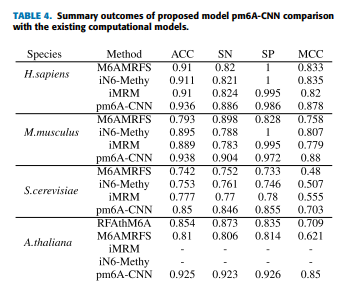 TABLE 4. Summary outcomes of proposed model pm6A-CNN comparison
with the existing computational models.
Species Method ACC SN SP MCC
H.sapiens M6AMRFS 0.91 0.82 1 0.833
iN6-Methy 0.911 0.821 1 0.835
iMRM 0.91 0.824 0.995 0.82
pm6A-CNN 0.936 0.886 0.986 0.878
M6AMRFS 0.793 0.898 0.828 0.758
M.musculus iN6-Methy 0.895 0.788 1 0.807
iMRM 0.889 0.783 0.995 0.779
pm6A-CNN 0.938 0.904 0.972 0.88
M6AMRFS 0.742 0.752 0.733 0.48
S.cerevisiae iN6-Methy 0.753 0.761 0.746 0.507
iMRM 0.777 0.77 0.78 0.555
pm6A-CNN 0.85 0.846 0.855 0.703
RFAthM6A 0.854 0.873 0.835 0.709
A.thaliana M6AMRFS 0.81 0.806 0.814 0.621
iMRM - - - -
iN6-Methy - - - -
pm6A-CNN 0.925 0.923 0.926 0.85